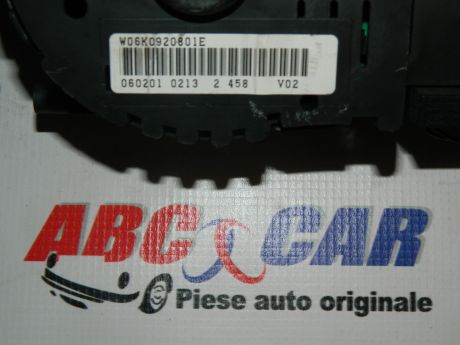 W06K0920801E
060201 0213 2 458 V02
ABC CAR
Piese auto originale